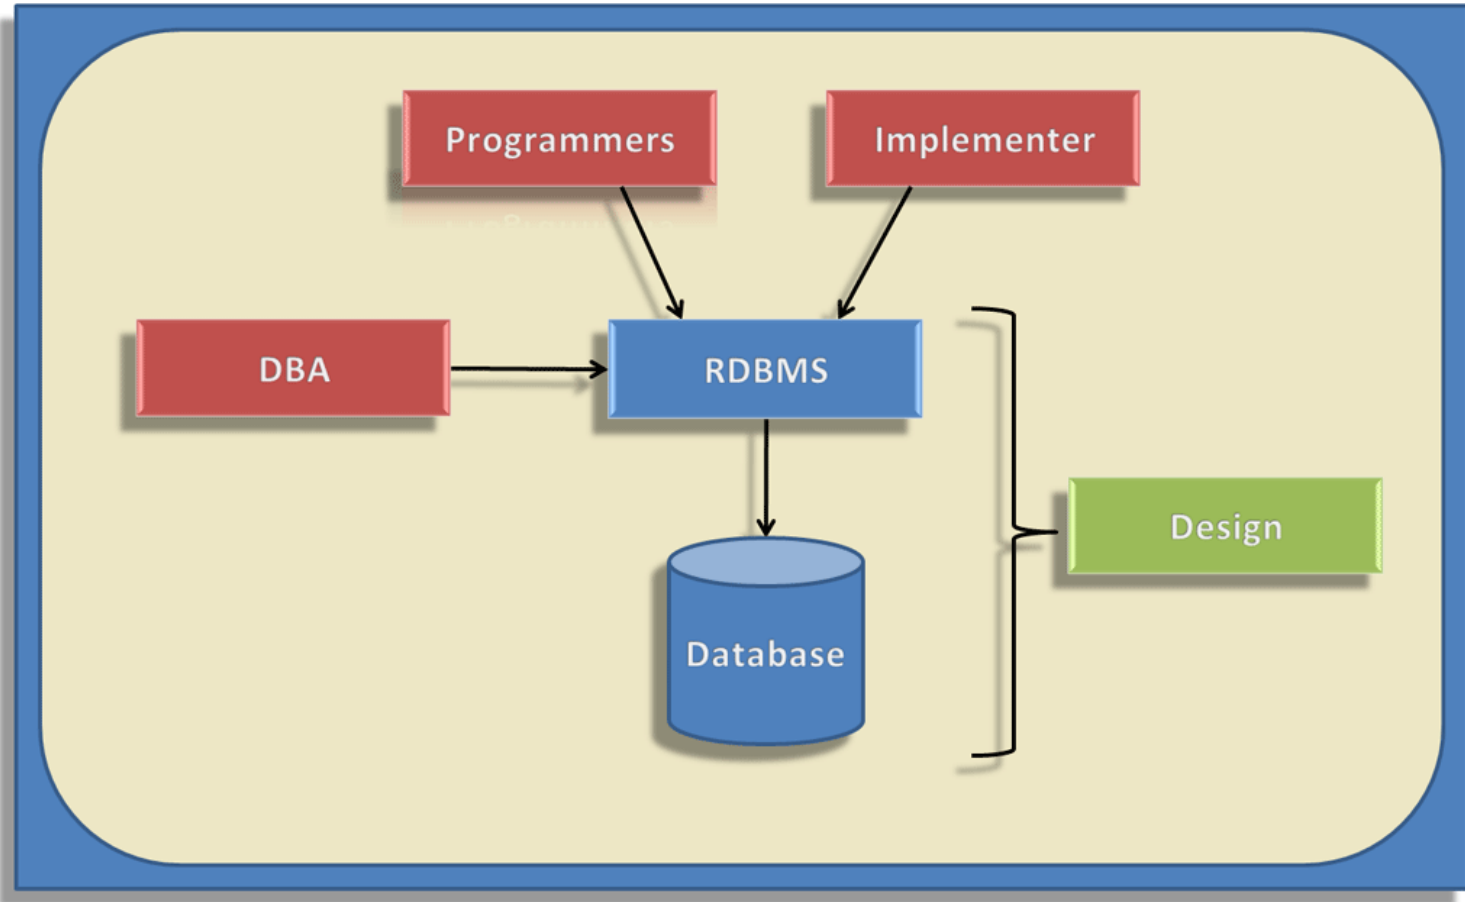 Programmers
Implementer
DBA
RDBMS
Design
Database